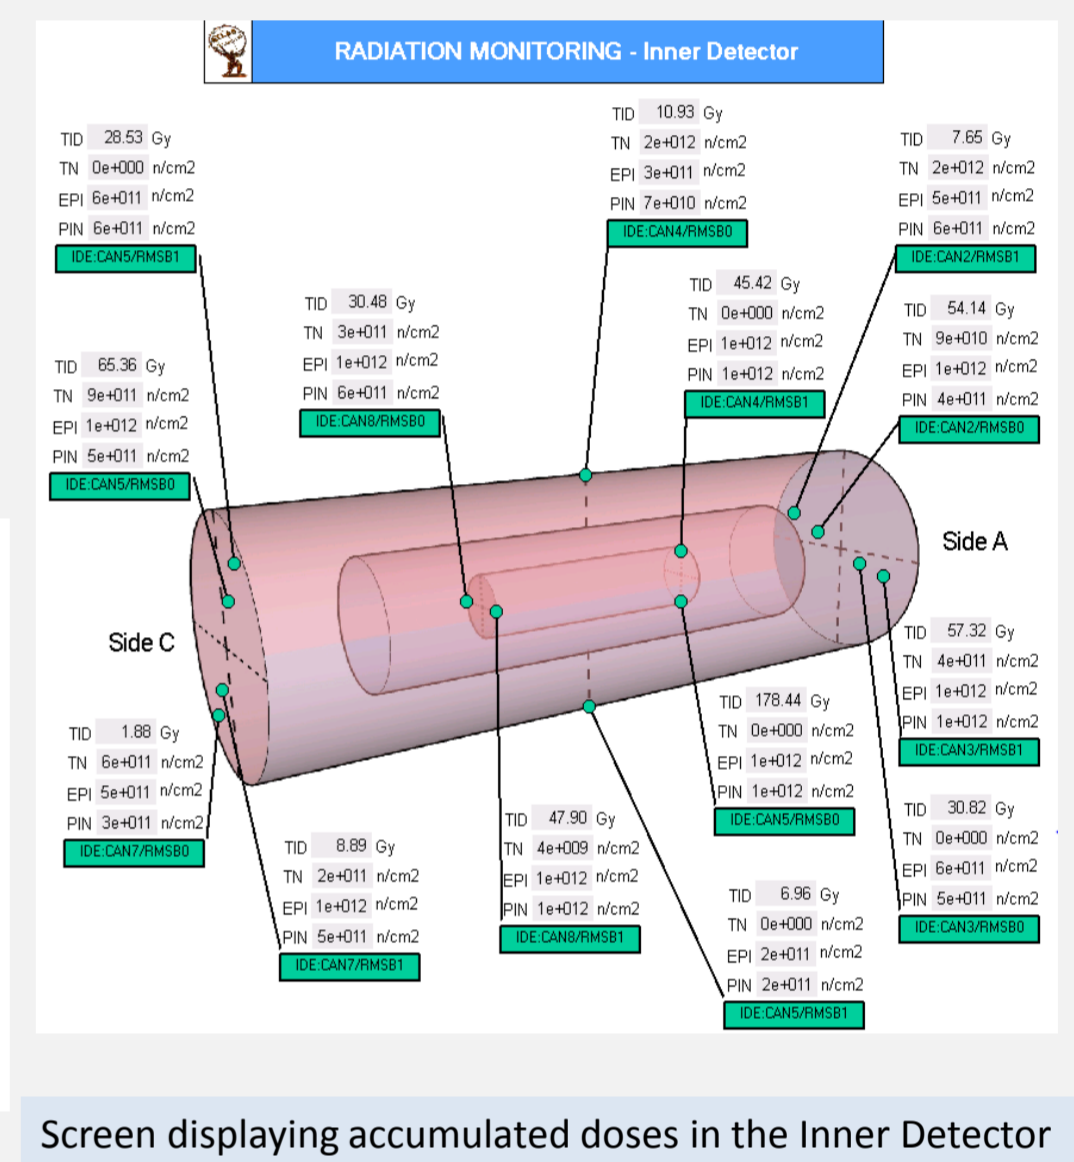 RADIATION MONITORING - Inner Detector
TID 28.53 Gy
TN 0e+000 n/cm2
EPI 6e+011 n/cm2
PIN 6e+011 n/cm2
IDE:CAN5/RMSB1
TID 10.93 Gy
TN 2e+012 n/cm2
EPI 3e+011 n/cm2
PIN 7e+010 n/cm2
IDE:CAN4/RMSB0
TID 7.65 Gy
TN 2e+012 n/cm2
EPI 5e+011 n/cm2
PIN 6e+011 n/cm2
IDE:CAN2/RMSB1
TID 30.48 Gy
TN 3e+011 n/cm2
EPI 1e+012 n/cm2
PIN 6e+011 n/cm2
IDE:CAN8/RMSB0
TID 45.42 Gy
TN 0e+000 n/cm2
EPI 1e+012 n/cm2
PIN 1e+012 n/cm2
IDE:CAN4/RMSB1
TID 54.14 Gy
TN 9e+010 n/cm2
EPI 1e+012 n/cm2
PIN 4e+011 n/cm2
IDE:CAN2/RMSB0
TID 65.36 Gy
TN 9e+011 n/cm2
EPI 1e+012 n/cm2
PIN 5e+011 n/cm2
IDE:CAN5/RMSB0
Side A
Side C
TID 57.32 Gy
TN 4e+011 n/cm2
EPI 1e+012 n/cm2
PIN 1e+012 n/cm2
IDE:CAN3/RMSB1
TID 178.44 Gy
TN 0e+000 n/cm2
EPI 1e+012 n/cm2
PIN 1e+012 n/cm2
IDE:CAN5/RMSB0
TID 1.88 Gy
TN 6e+011 n/cm2
EPI 5e+011 n/cm2
PIN 3e+011 n/cm2
IDE:CAN7/RMSB0
TID 8.89 Gy
TN 2e+011 n/cm2
EPI 1e+012 n/cm2
PIN 5e+011 n/cm2
IDE:CAN7/RMSB1
TID 47.90 Gy
TN 4e+009 n/cm2
EPI 1e+012 n/cm2
PIN 1e+012 n/cm2
IDE:CAN8/RMSB1
TID 30.82 Gy
TN 0e+000 n/cm2
EPI 6e+011 n/cm2
PIN 5e+011 n/cm2
IDE:CAN3/RMSB0
TID 6.96 Gy
TN 0e+000 n/cm2
EPI 2e+011 n/cm2
PIN 2e+011 n/cm2
IDE:CAN5/RMSB1
Screen displaying accumulated doses in the Inner Detector